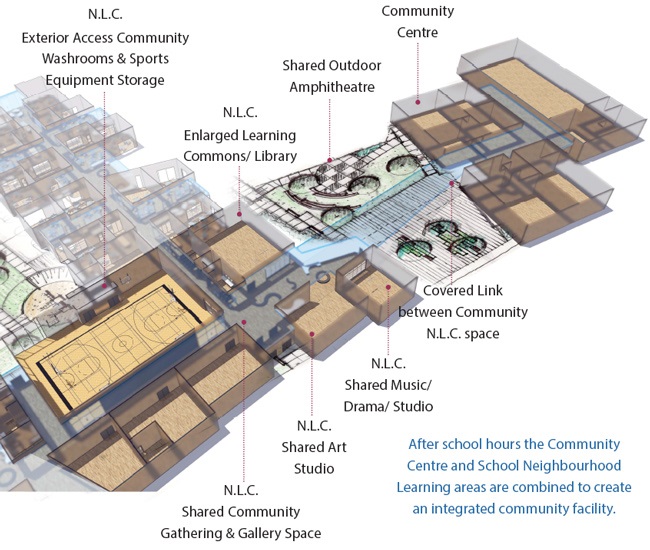 N.L.C.
Exterior Access Community
Washrooms & Sports
Equipment Storage
N.L.C.
Enlarged Learning
Commons/ Library
Shared Outdoor
Amphitheatre
Community
Centre
Covered Link
between Community
N.L.C. space
N.L.C.
Shared Music/
Drama/ Studio
N.L.C.
Shared Art
Studio
N.L.C.
Shared Community
Gathering & Gallery Space
After school hours the Community
Centre and School Neighbourhood
Learning areas are combined to create
an integrated community facility.